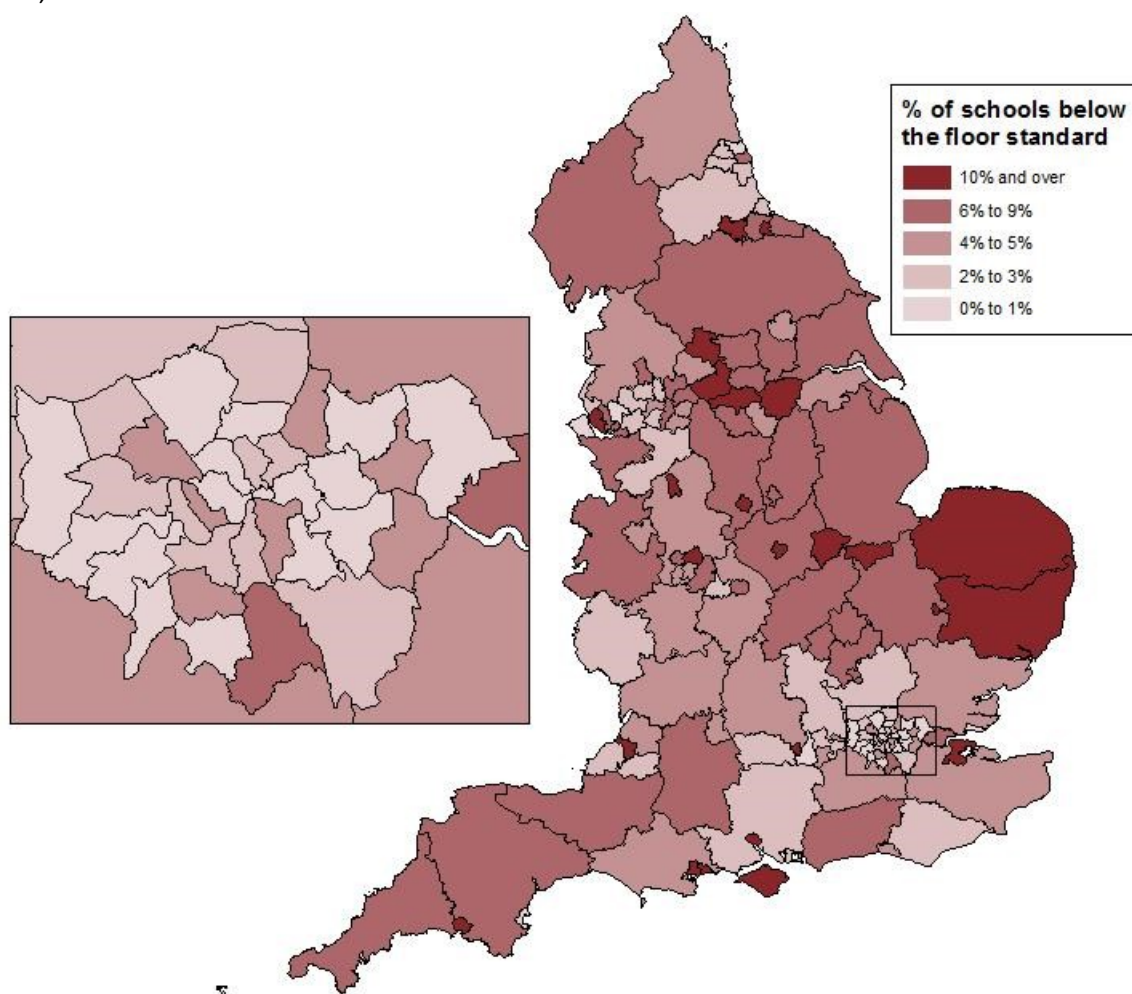 % of schools below
the floor standard
10% and over
6% to 9%
4% to 5%
2% to 3%
0% to 1%